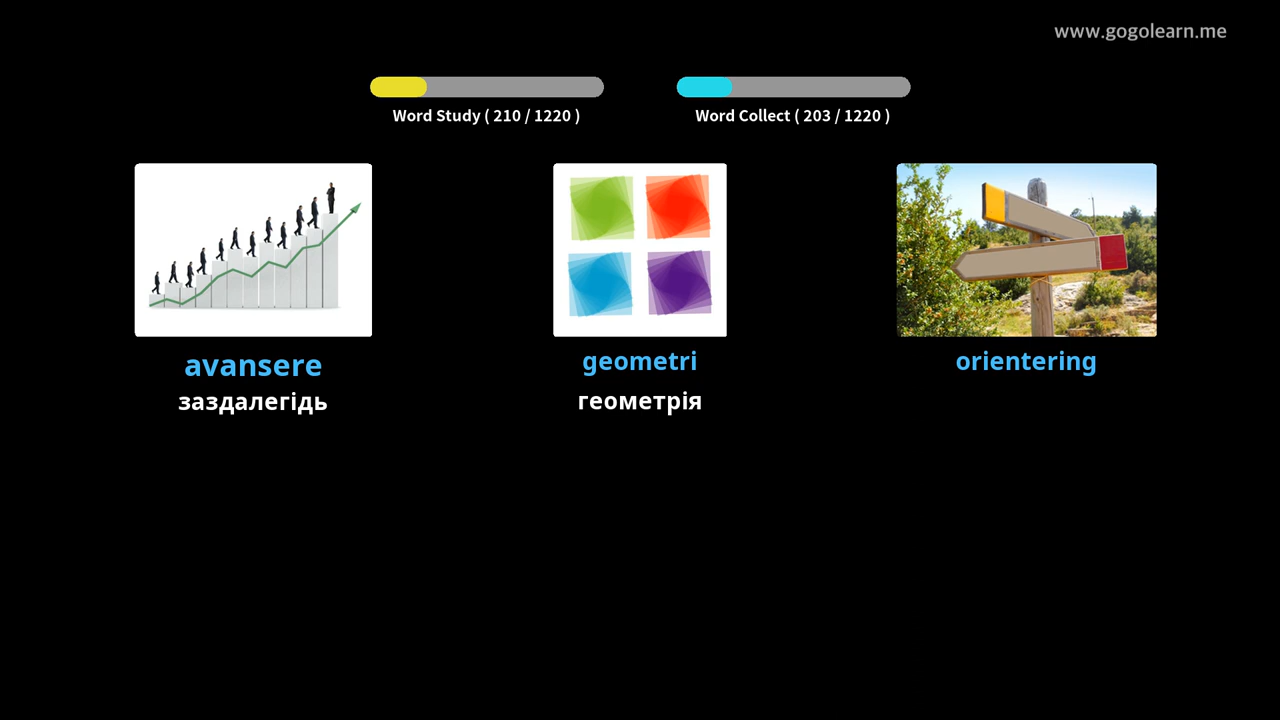 www.gogolearn.me
Word Study ( 210 / 1220 )
Word Collect ( 203 / 1220 )
avansere
заздалегідь
geometri
геометрія
orientering